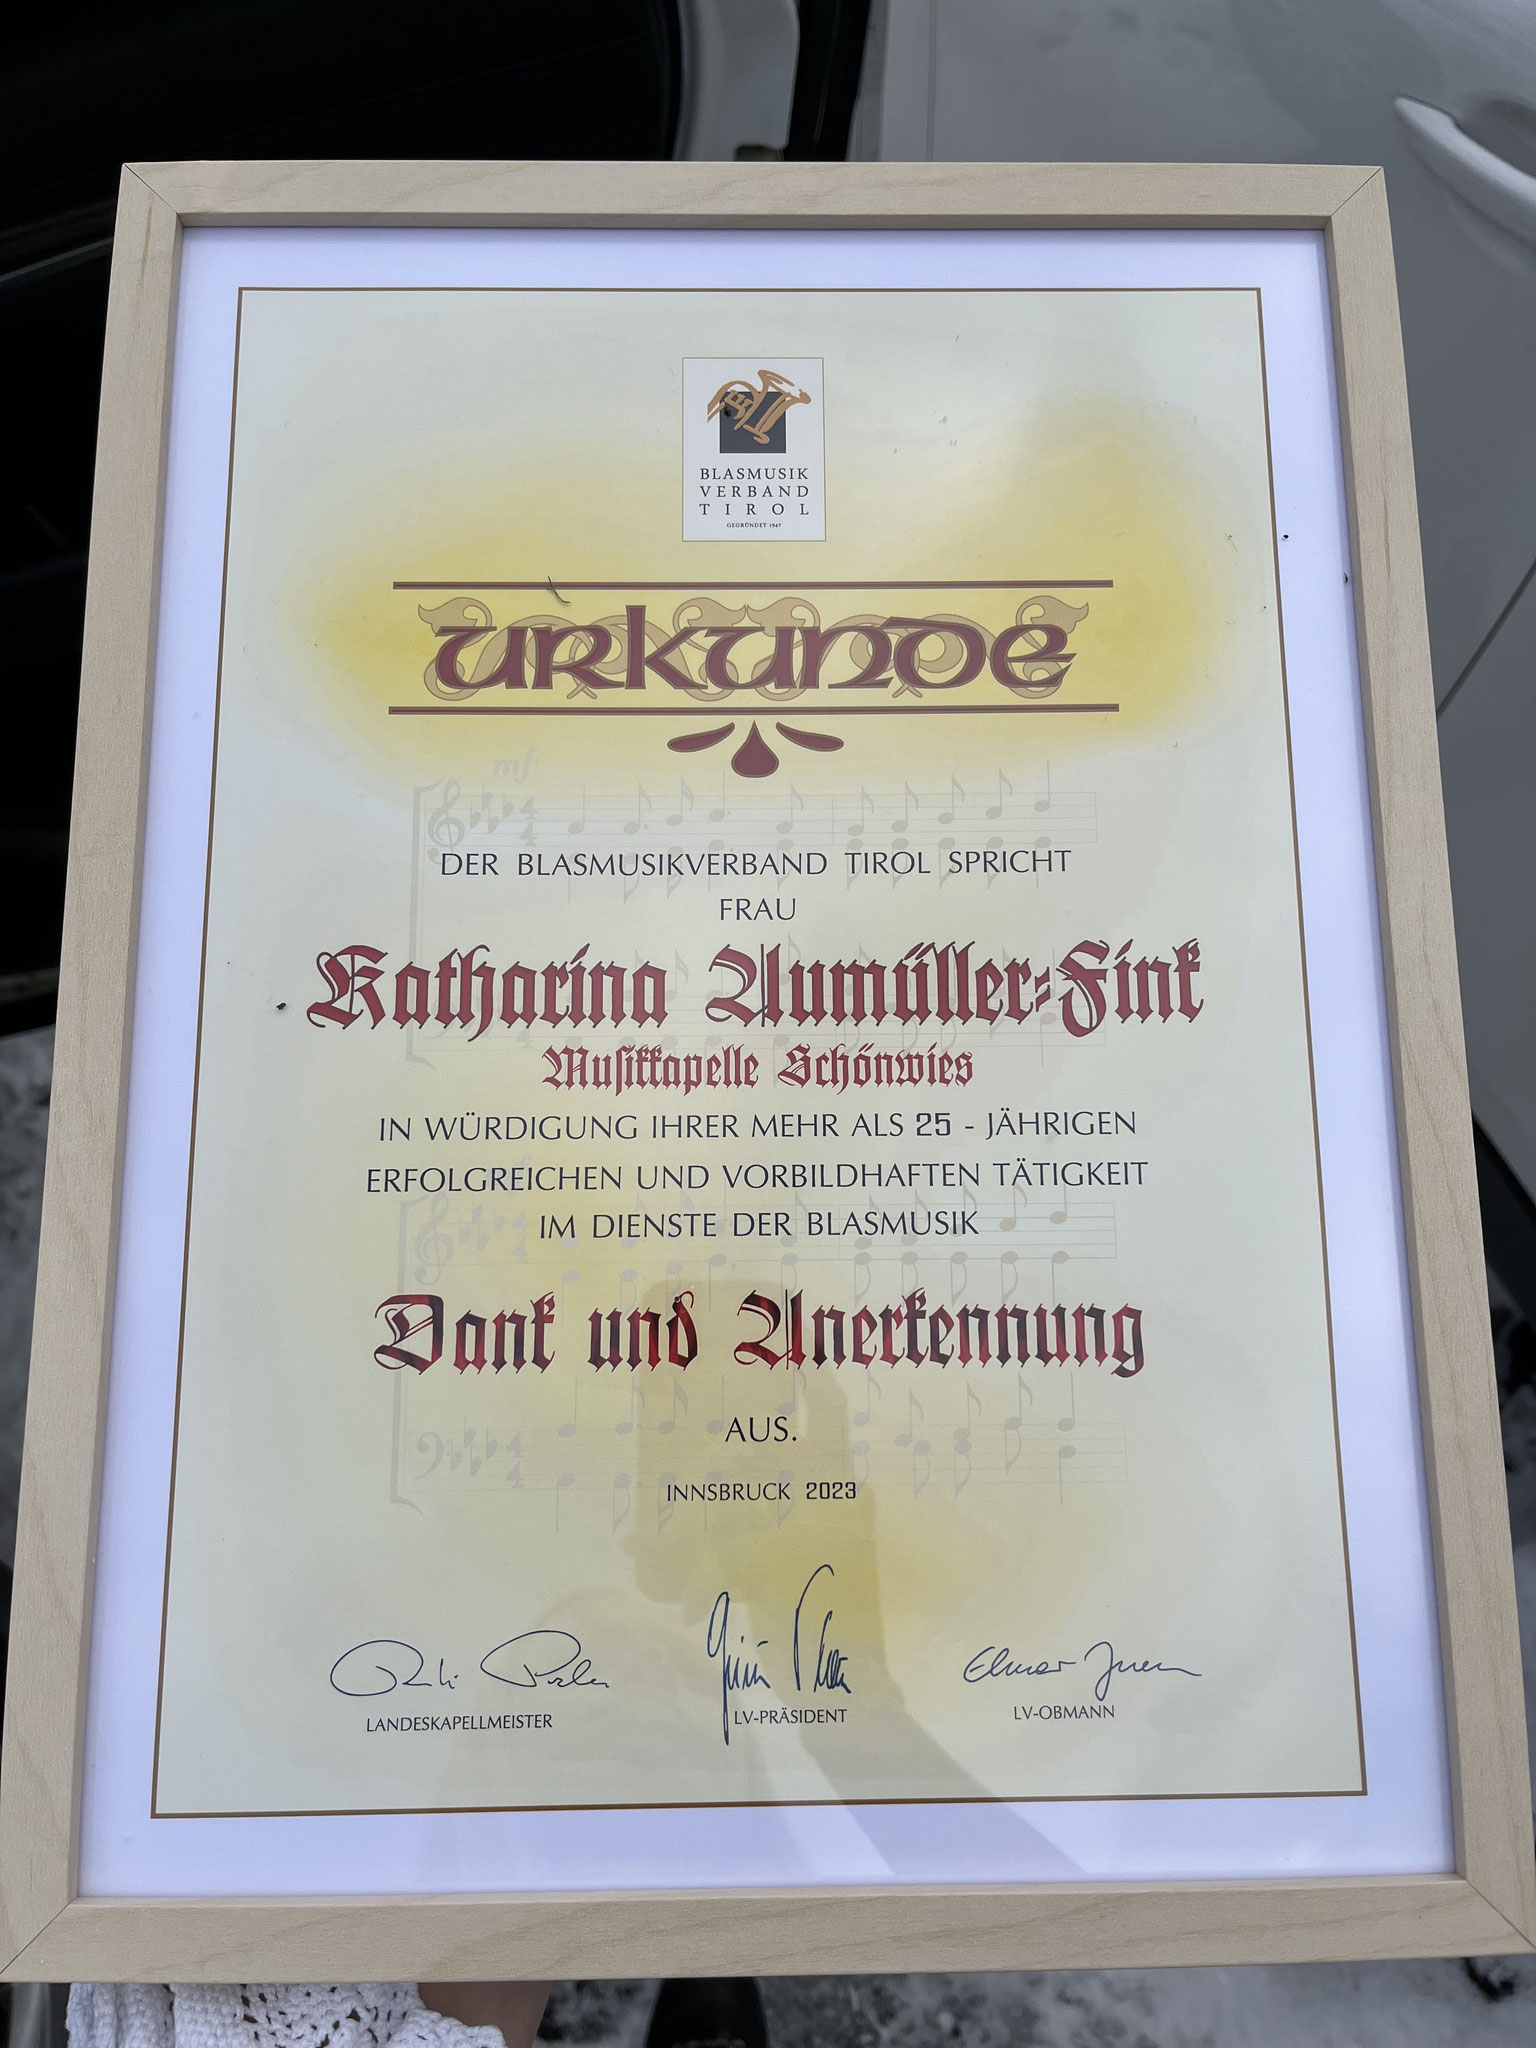 BLASMUSIK
VERBAND
TIROL
GEGRÜNDET 1947
URKUNDE
mf
DER BLASMUSIKVERBAND TIROL SPRICHT
FRAU
Katharina Aumüller-Fink
Musikkapelle Schönwies
IN WÜRDIGUNG IHRER MEHR ALS 25 - JÄHRIGEN
ERFOLGREICHEN UND VORBILDHAFTEN TÄTIGKEIT
IM DIENSTE DER BLASMUSIK
Dank und Anerkennung
AUS.
INNSBRUCK 2023
Elmar
LANDESKAPELLMEISTER
LV-PRÄSIDENT
LV-OBMANN